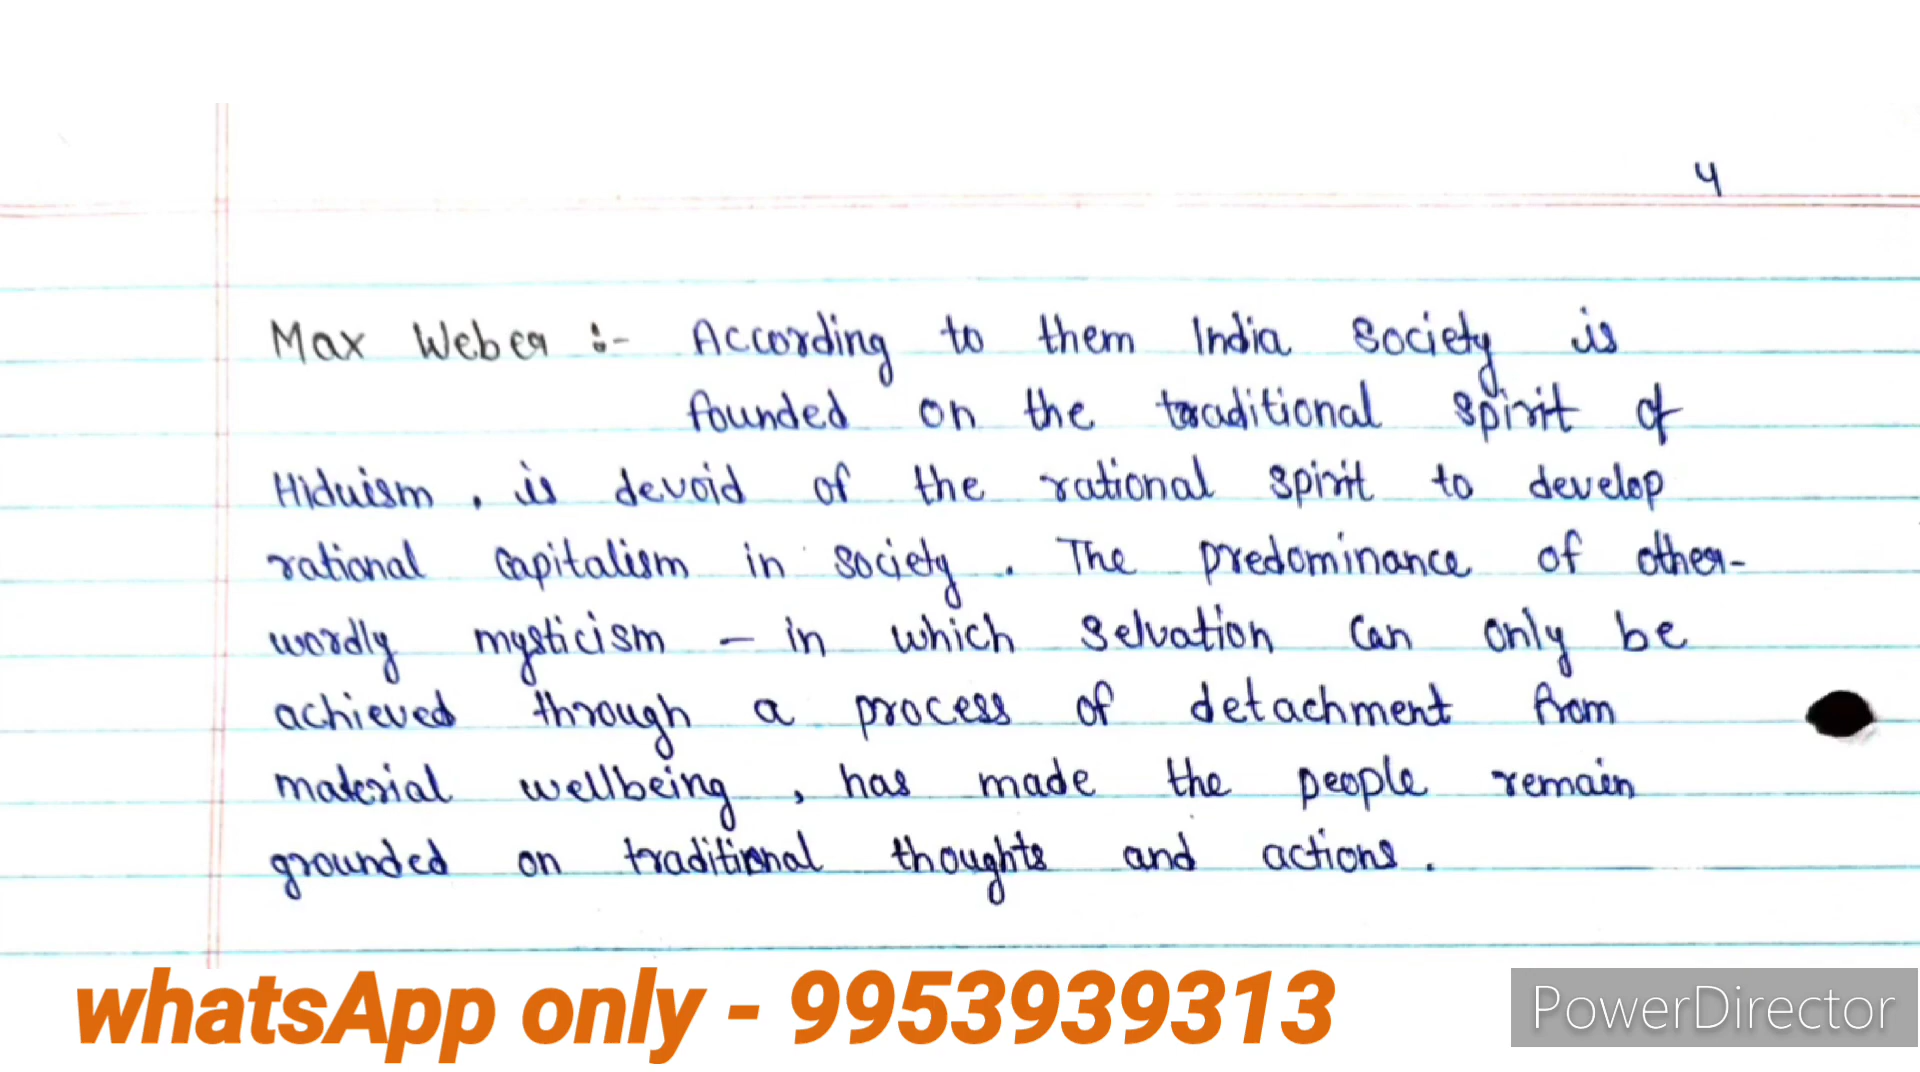 4
Max Weber :- According to them India society is
founded on the traditional spirit of
Hiduism, is devoid of the rational spirit to develop
rational capitalism in society. The predominance of other-
wordly mysticism – in which selvation can only be
achieved through a process of detachment from
material wellbeing, has made the people remain
grounded on traditional thoughts and actions.
whatsApp only - 9953939313
PowerDirector